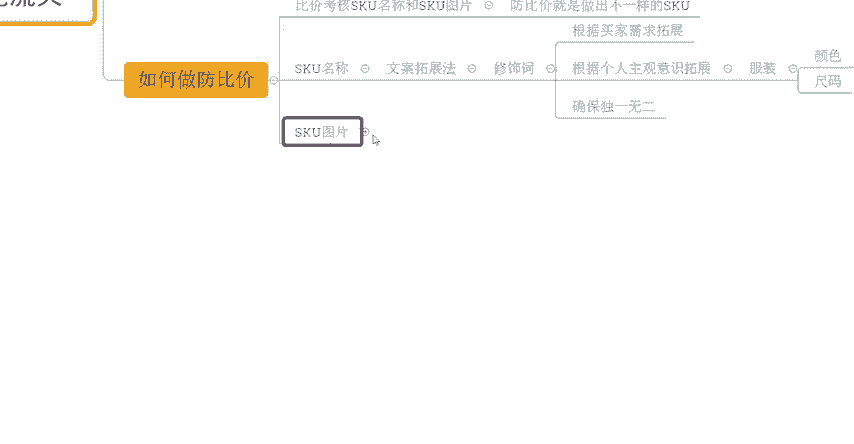 比价考核SKU名称和SKU图片
防比价就是做出不一样的SKU
如何做防比价
SKU名称
文案拓展法
修饰词
根据买家需求拓展
根据个人主观意识拓展
服装
颜色
尺码
确保独一无二
SKU图片